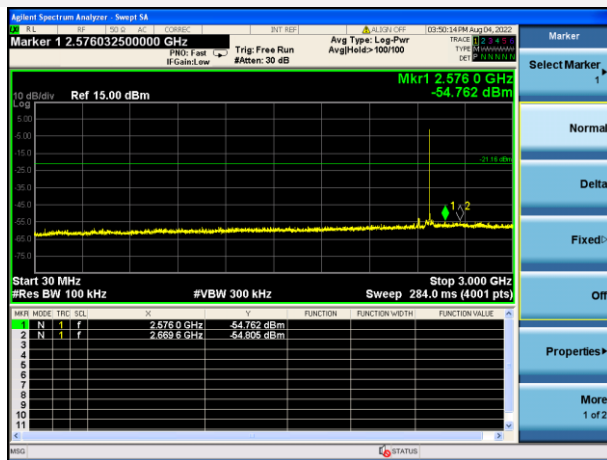 Agilent Spectrum Analyzer - Swept SA
RL RF 50 Ω AC CORREC INT REF ALIGN OFF 03:50:14 PM Aug 04, 2022
Marker 1 2.576032500000 GHz
PNO: Fast
IFGain:Low
Trig: Free Run
#Atten: 30 dB
Avg Type: Log-Pwr
Avg|Hold:>100/100
TRACE 1 2 3 4 5 6
TYPE M
DET P N N N N N
Mkr1 2.576 0 GHz
-54.762 dBm
10 dB/div Ref 15.00 dBm
Log
5.00
-5.00
-15.0
-21.16 dBm
-25.0
-35.0
-45.0
1 2
-55.0
-65.0
-75.0
Start 30 MHz Stop 3.000 GHz
#Res BW 100 kHz #VBW 300 kHz Sweep 284.0 ms (4001 pts)
MKR MODE TRC SCL X Y FUNCTION FUNCTION WIDTH FUNCTION VALUE
1 N 1 f 2.576 0 GHz -54.762 dBm
2 N 1 f 2.669 6 GHz -54.805 dBm
3
4
5
6
7
8
9
10
11
MSG STATUS
Marker
Select Marker
1
Normal
Delta
Fixed
Off
Properties
More
1 of 2